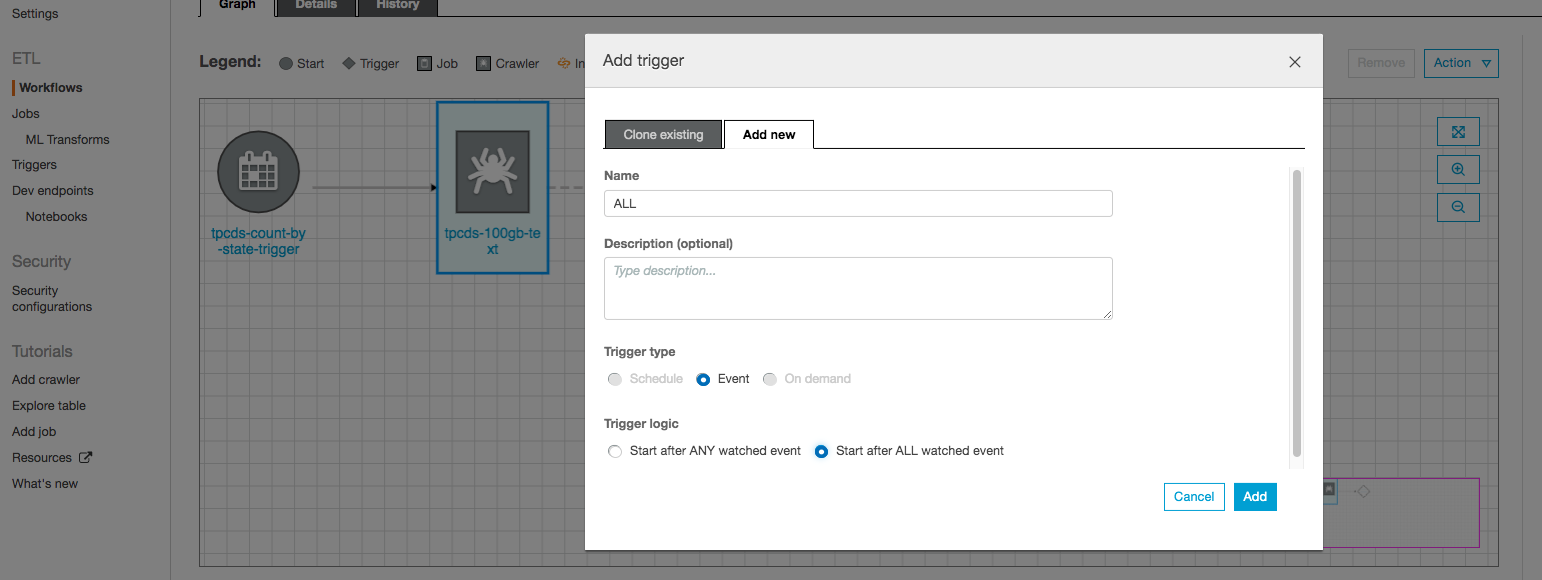 Settings
ETL
Workflows
Jobs
ML Transforms
Triggers
Dev endpoints
Notebooks
Security
Security
configurations
Tutorials
Add crawler
Explore table
Add job
Resources
What's new
Graph
Details
History
Legend:
Start
Trigger
Job
Crawler
Remove
Action
tpcds-count-by
-state-trigger
tpcds-100gb-te
xt
Add trigger
Clone existing
Add new
Name
ALL
Description (optional)
Type description...
Trigger type
Schedule
Event
On demand
Trigger logic
Start after ANY watched event
Start after ALL watched event
Cancel
Add